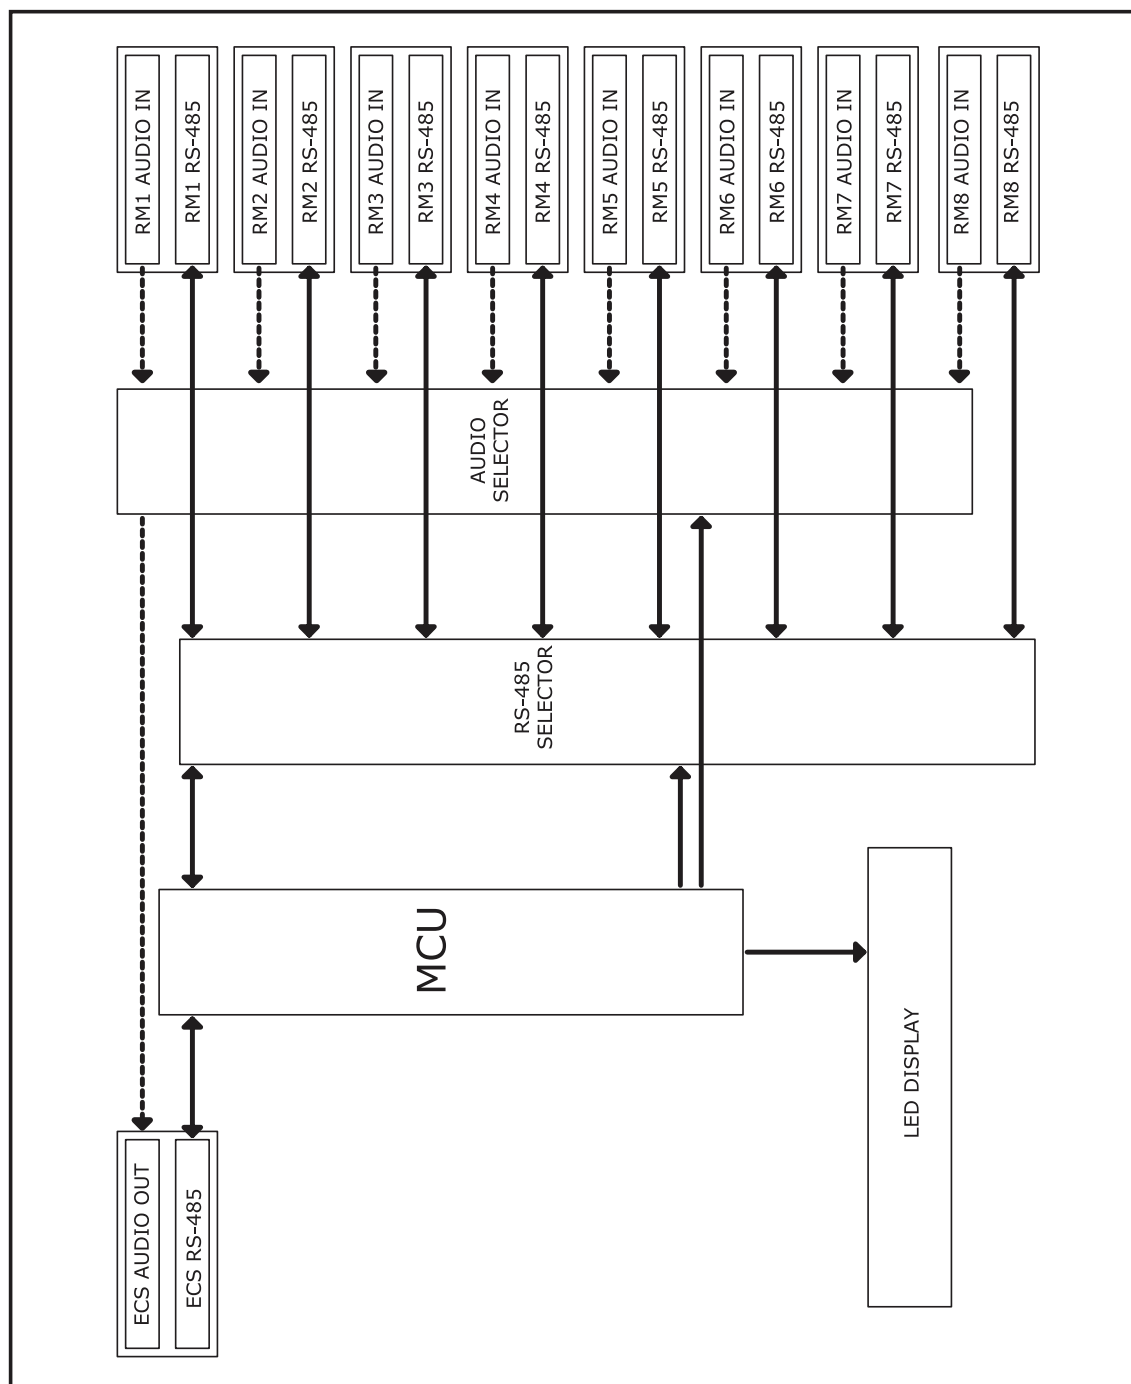 RM1 AUDIO IN
RM1 RS-485
RM2 AUDIO IN
RM2 RS-485
RM3 AUDIO IN
RM3 RS-485
RM4 AUDIO IN
RM4 RS-485
RM5 AUDIO IN
RM5 RS-485
RM6 AUDIO IN
RM6 RS-485
RM7 AUDIO IN
RM7 RS-485
RM8 AUDIO IN
RM8 RS-485
AUDIO
SELECTOR
RS-485
SELECTOR
MCU
LED DISPLAY
ECS AUDIO OUT
ECS RS-485